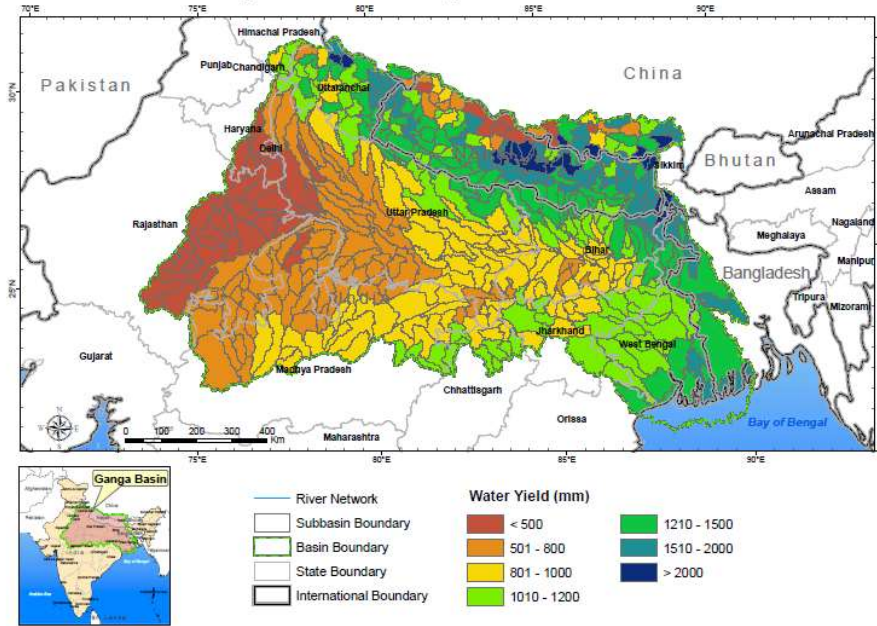 70°E 75°E 80°E 85°E 90°E
Himachal Pradesh
Punjab Chandigarh
Pakistan
China
30°N
30°N
Uttaranchal
Haryana
Delhi
Arunachal Pradesh
Sikkim
Bhutan
Assam
Rajasthan
Uttar Pradesh
Nagaland
Meghalaya
Bihar
Manipur
25°N
25°N
India
Bangladesh
Tripura
Mizoram
Jharkhand
West Bengal
Gujarat
Madhya Pradesh
Chhattisgarh
Orissa
Bay of Bengal
N
W E
S
0 100 200 300 400
Km
Maharashtra
75°E 80°E 85°E 90°E
Ganga Basin
River Network
Subbasin Boundary
Basin Boundary
State Boundary
International Boundary
Water Yield (mm)
< 500
501 - 800
801 - 1000
1010 - 1200
1210 - 1500
1510 - 2000
> 2000